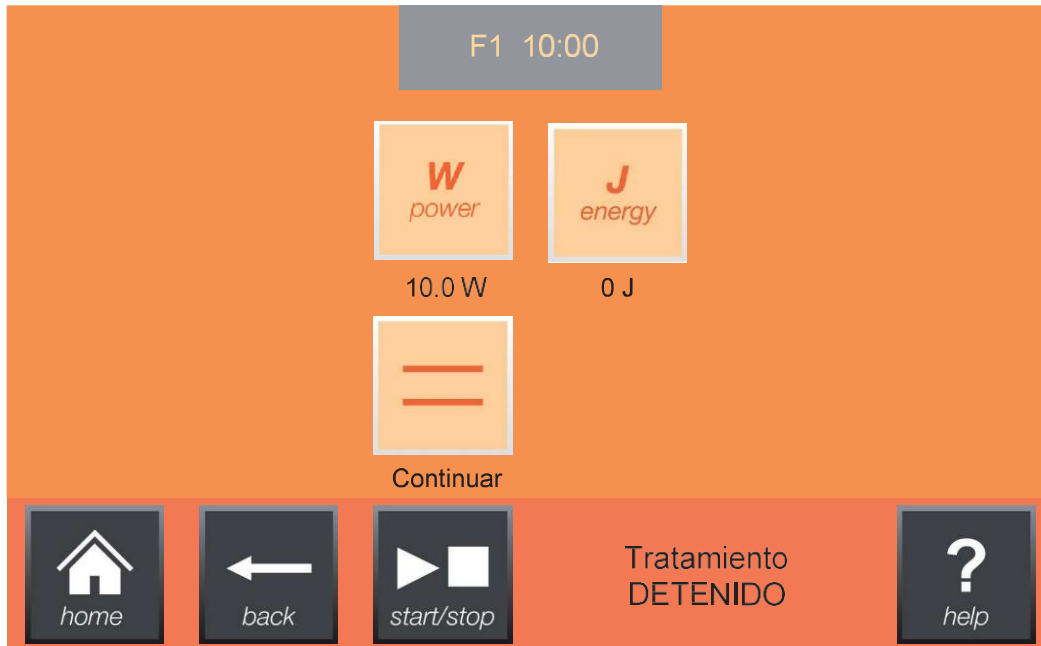 F1 10:00
W
power
J
energy
10.0 W
0 J
Continuar
home
back
start/stop
Tratamiento
DETENIDO
?
help